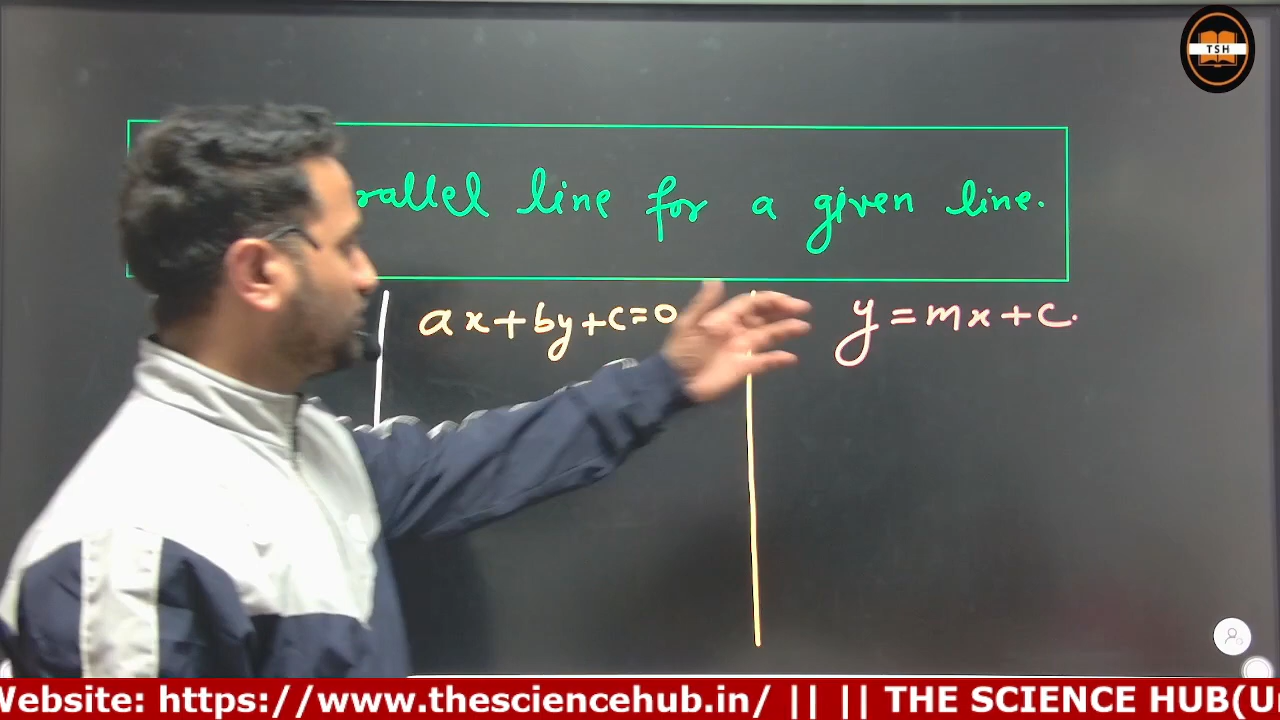 TSH
rallel line for a given line.
ax+by+c=0
y=mx+c.
Website: https://www.thesciencehub.in/ || || THE SCIENCE HUB(U